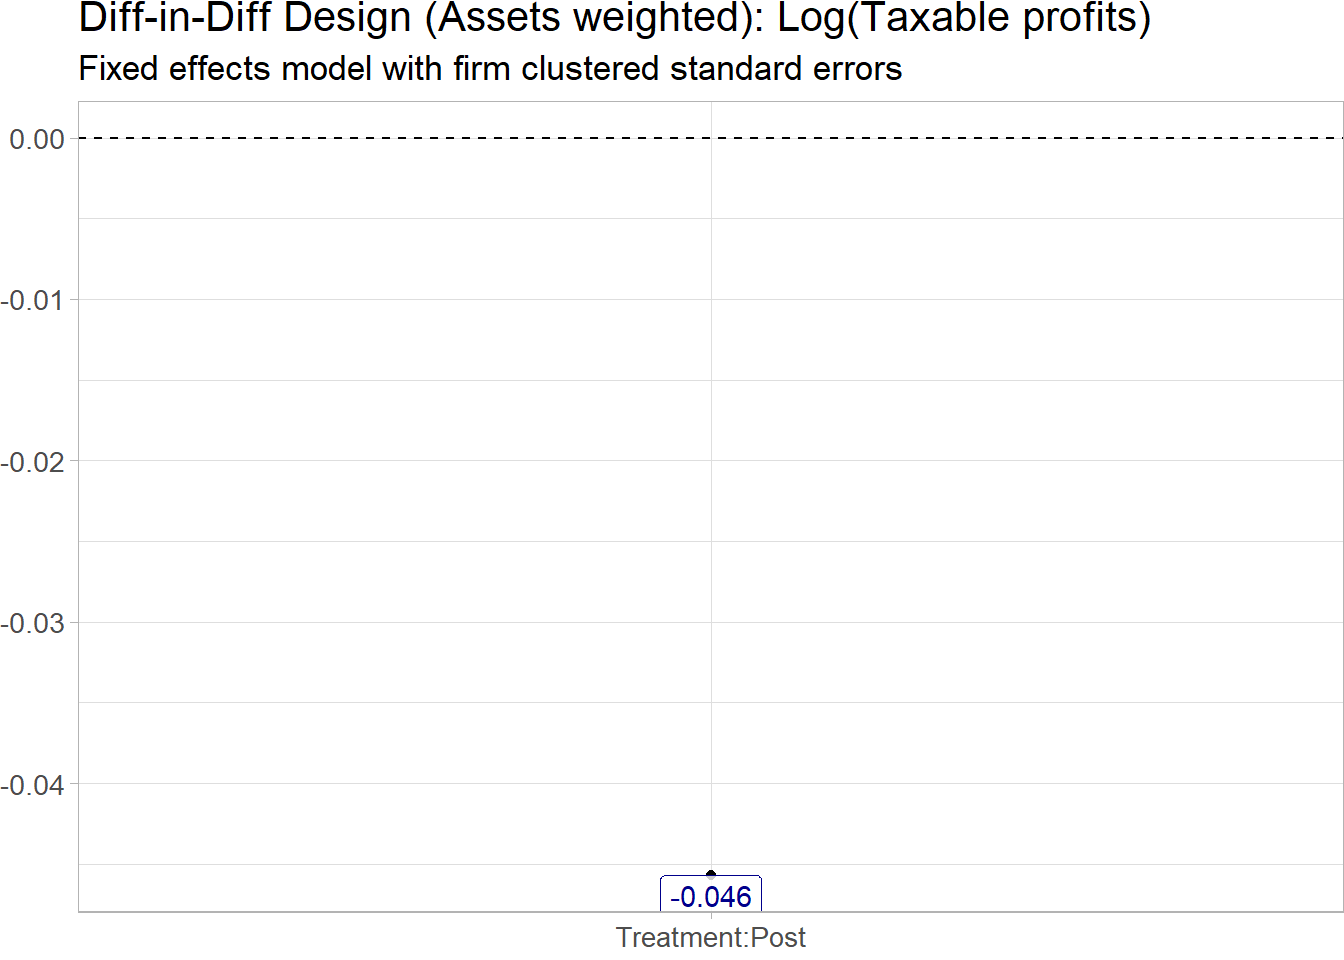 Diff-in-Diff Design (Assets weighted): Log(Taxable profits)
Fixed effects model with firm clustered standard errors
0.00
-0.01
-0.02
-0.03
-0.04
-0.046
Treatment:Post